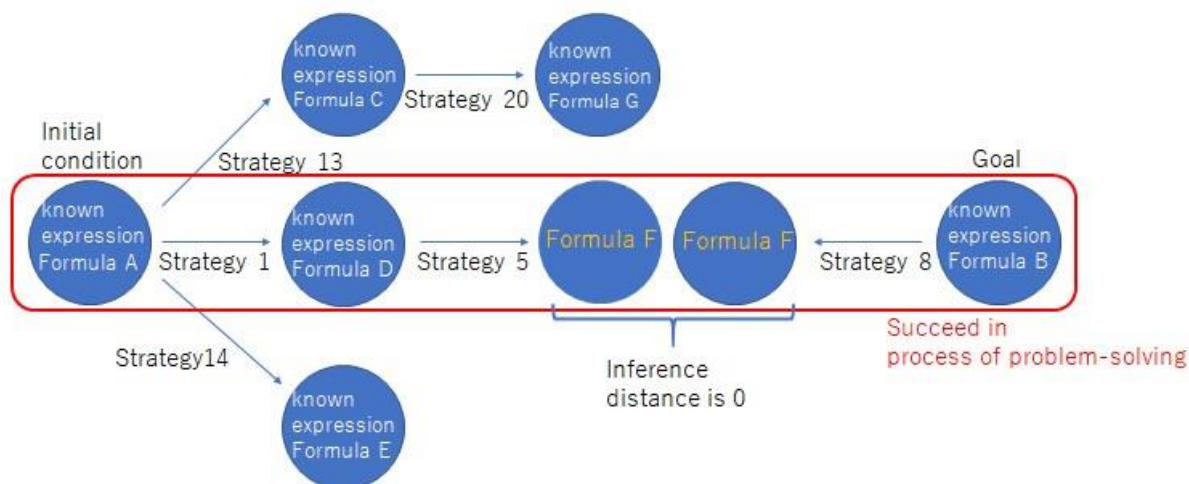 known
expression
Formula C
Strategy 20
known
expression
Formula G
Initial
condition
Strategy 13
Goal
known
expression
Formula A
Strategy 1
known
expression
Formula D
Strategy 5
Formula F
Formula F
Strategy 8
known
expression
Formula B
Succeed in
process of problem-solving
Strategy14
Inference
distance is 0
known
expression
Formula E